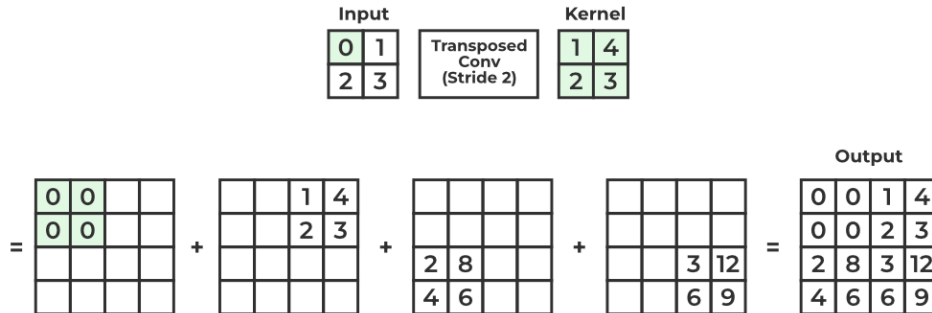 Input Kernel
0 1 Transposed 1 4
Conv
2 3 (Stride 2) 2 3
Output
0 0 1 4 0 0 1 4
0 0 2 3 0 0 2 3
= + + + =
2 8 3 12 2 8 3 12
4 6 6 9 4 6 6 9